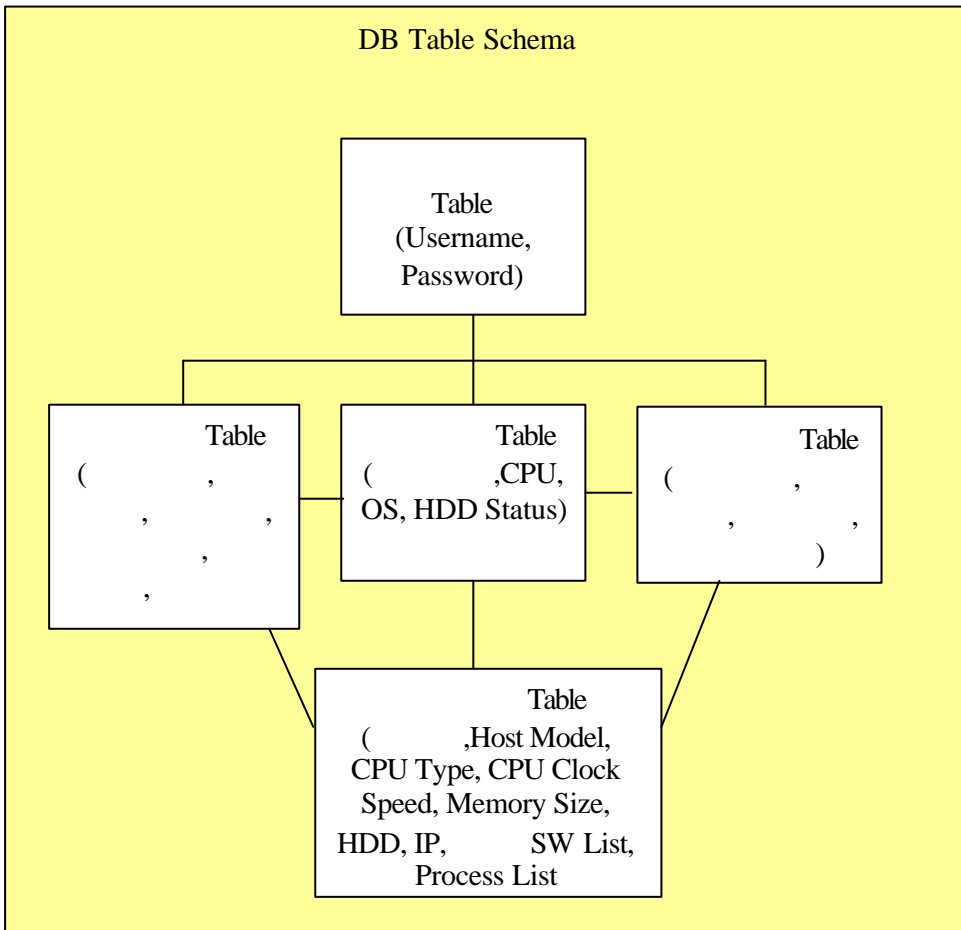 DB Table Schema
Table
(Username,
Password)
Table
( ,
, ,
,
,
Table
( ,CPU,
OS, HDD Status)
Table
( ,
, ,
)
Table
( ,Host Model,
CPU Type, CPU Clock
Speed, Memory Size,
HDD, IP, SW List,
Process List